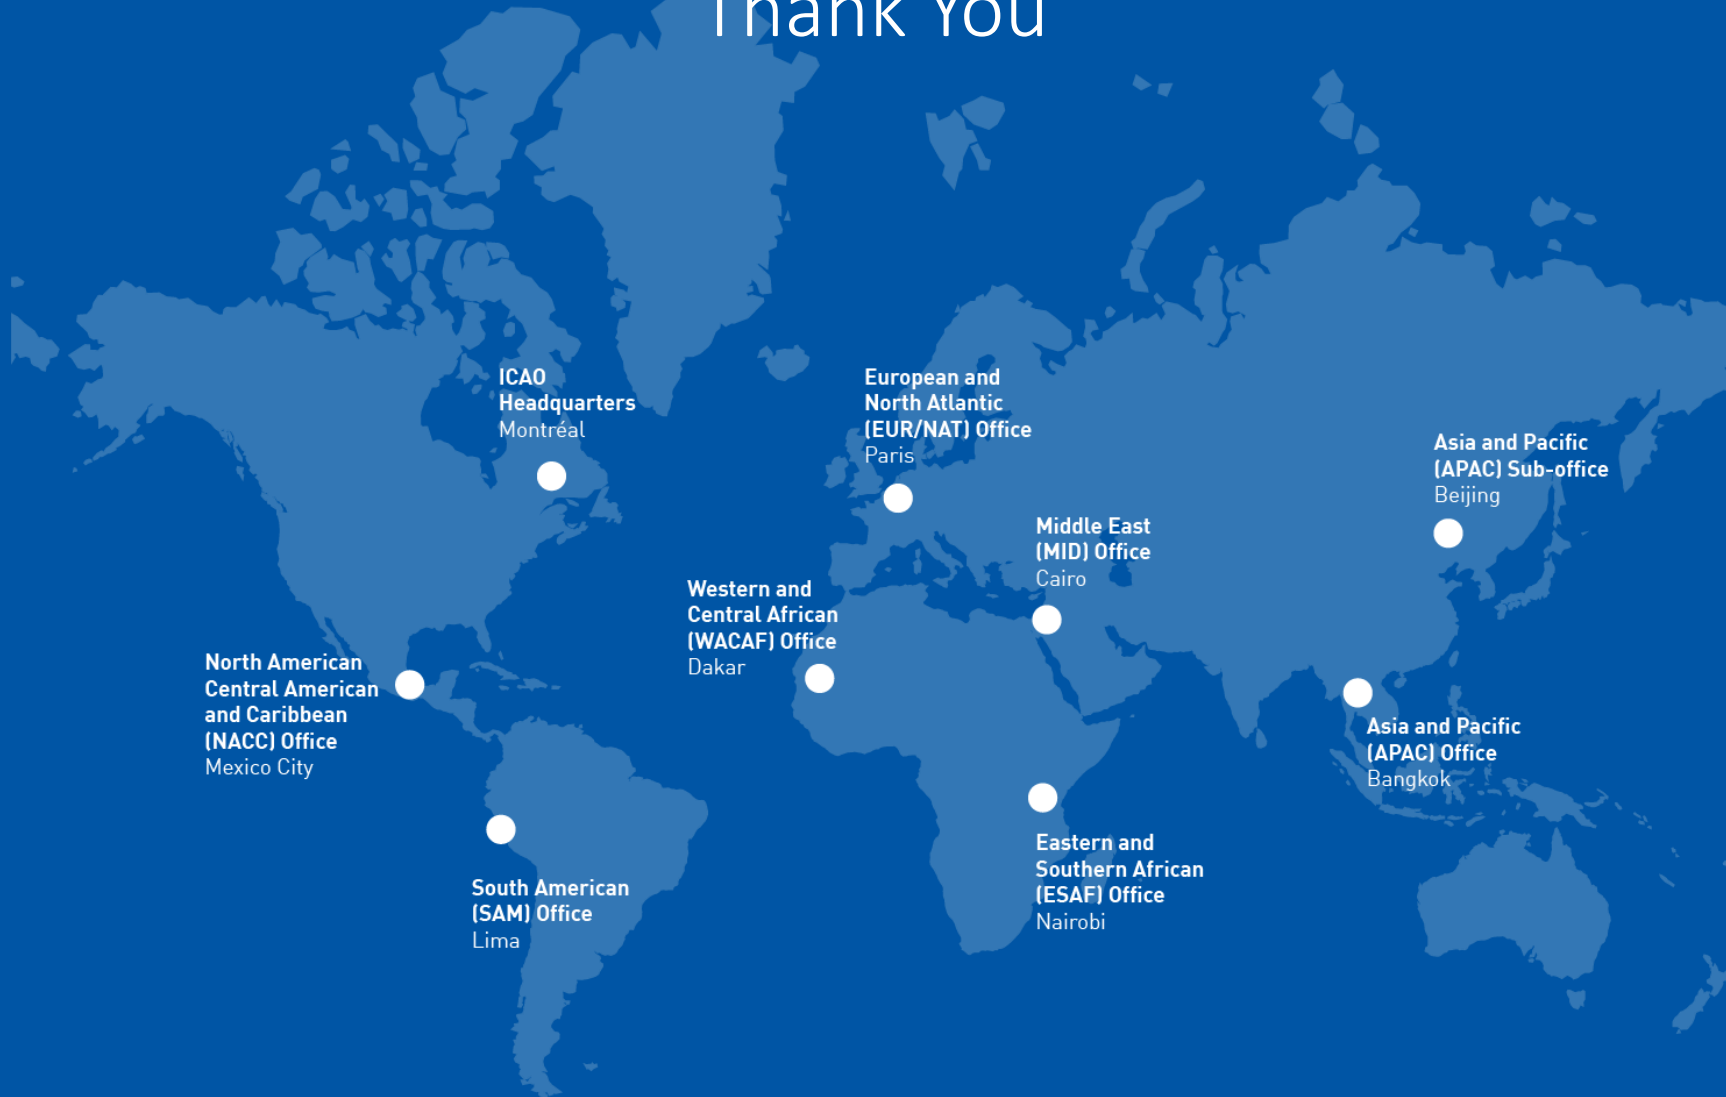 Thank You
ICAO
Headquarters
Montréal
European and
North Atlantic
(EUR/NAT) Office
Paris
Asia and Pacific
(APAC) Sub-office
Beijing
Middle East
(MID) Office
Cairo
Western and
Central African
(WACAF) Office
Dakar
North American
Central American
and Caribbean
(NACC) Office
Mexico City
Asia and Pacific
(APAC) Office
Bangkok
South American
(SAM) Office
Lima
Eastern and
Southern African
(ESAF) Office
Nairobi